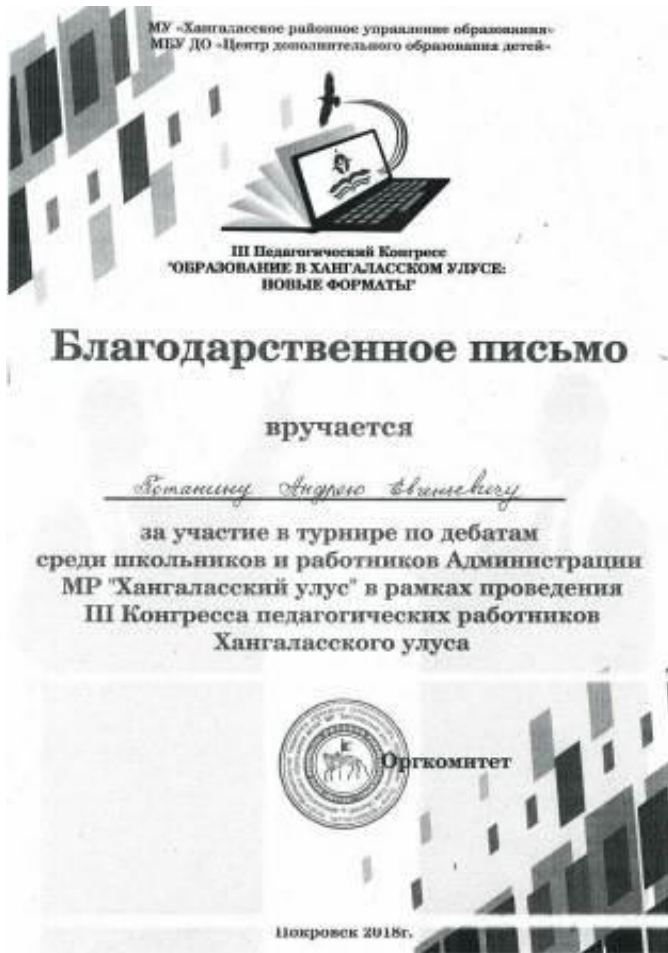 МУ «Хангаласское районное управление образования»
МБУ ДО «Центр дополнительного образования детей»
III Педагогический Конгресс
"ОБРАЗОВАНИЕ В ХАНГАЛАССКОМ УЛУСЕ:
НОВЫЕ ФОРМАТЫ"
Благодарственное письмо
вручается
Потанину Андрею Евгеньевичу
за участие в турнире по дебатам
среди школьников и работников Администрации
МР "Хангаласский улус" в рамках проведения
III Конгресса педагогических работников
Хангаласского улуса
Оргкомитет
Покровск 2018г.